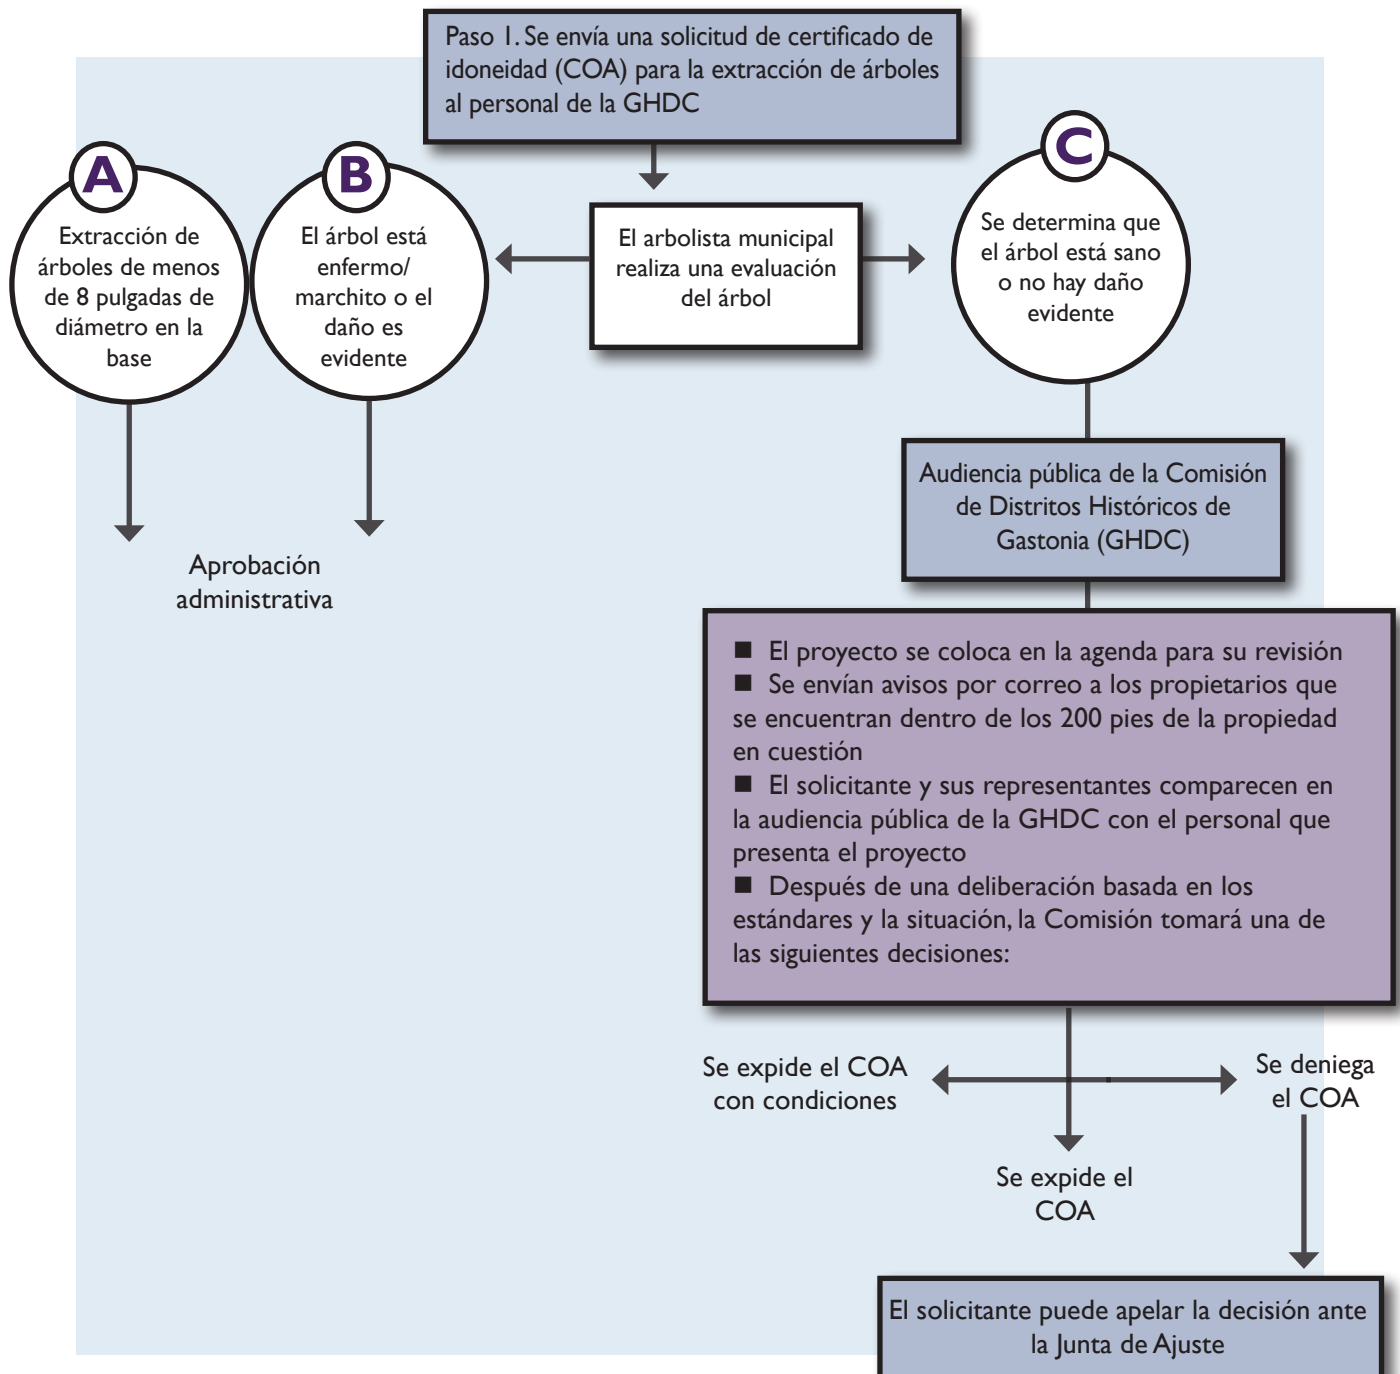 Paso 1. Se envía una solicitud de certificado de
idoneidad (COA) para la extracción de árboles
al personal de la GHDC
A
Extracción de
árboles de menos
de 8 pulgadas de
diámetro en la
base
B
El árbol está
enfermo/
marchito o el
daño es
evidente
El arbolista municipal
realiza una evaluación
del árbol
C
Se determina que
el árbol está sano
o no hay daño
evidente
Aprobación
administrativa
Audiencia pública de la Comisión
de Distritos Históricos de
Gastonia (GHDC)
■ El proyecto se coloca en la agenda para su revisión
■ Se envían avisos por correo a los propietarios que
se encuentran dentro de los 200 pies de la propiedad
en cuestión
■ El solicitante y sus representantes comparecen en
la audiencia pública de la GHDC con el personal que
presenta el proyecto
■ Después de una deliberación basada en los
estándares y la situación, la Comisión tomará una de
las siguientes decisiones:
Se expide el COA
con condiciones
Se expide el
COA
Se deniega
el COA
El solicitante puede apelar la decisión ante
la Junta de Ajuste